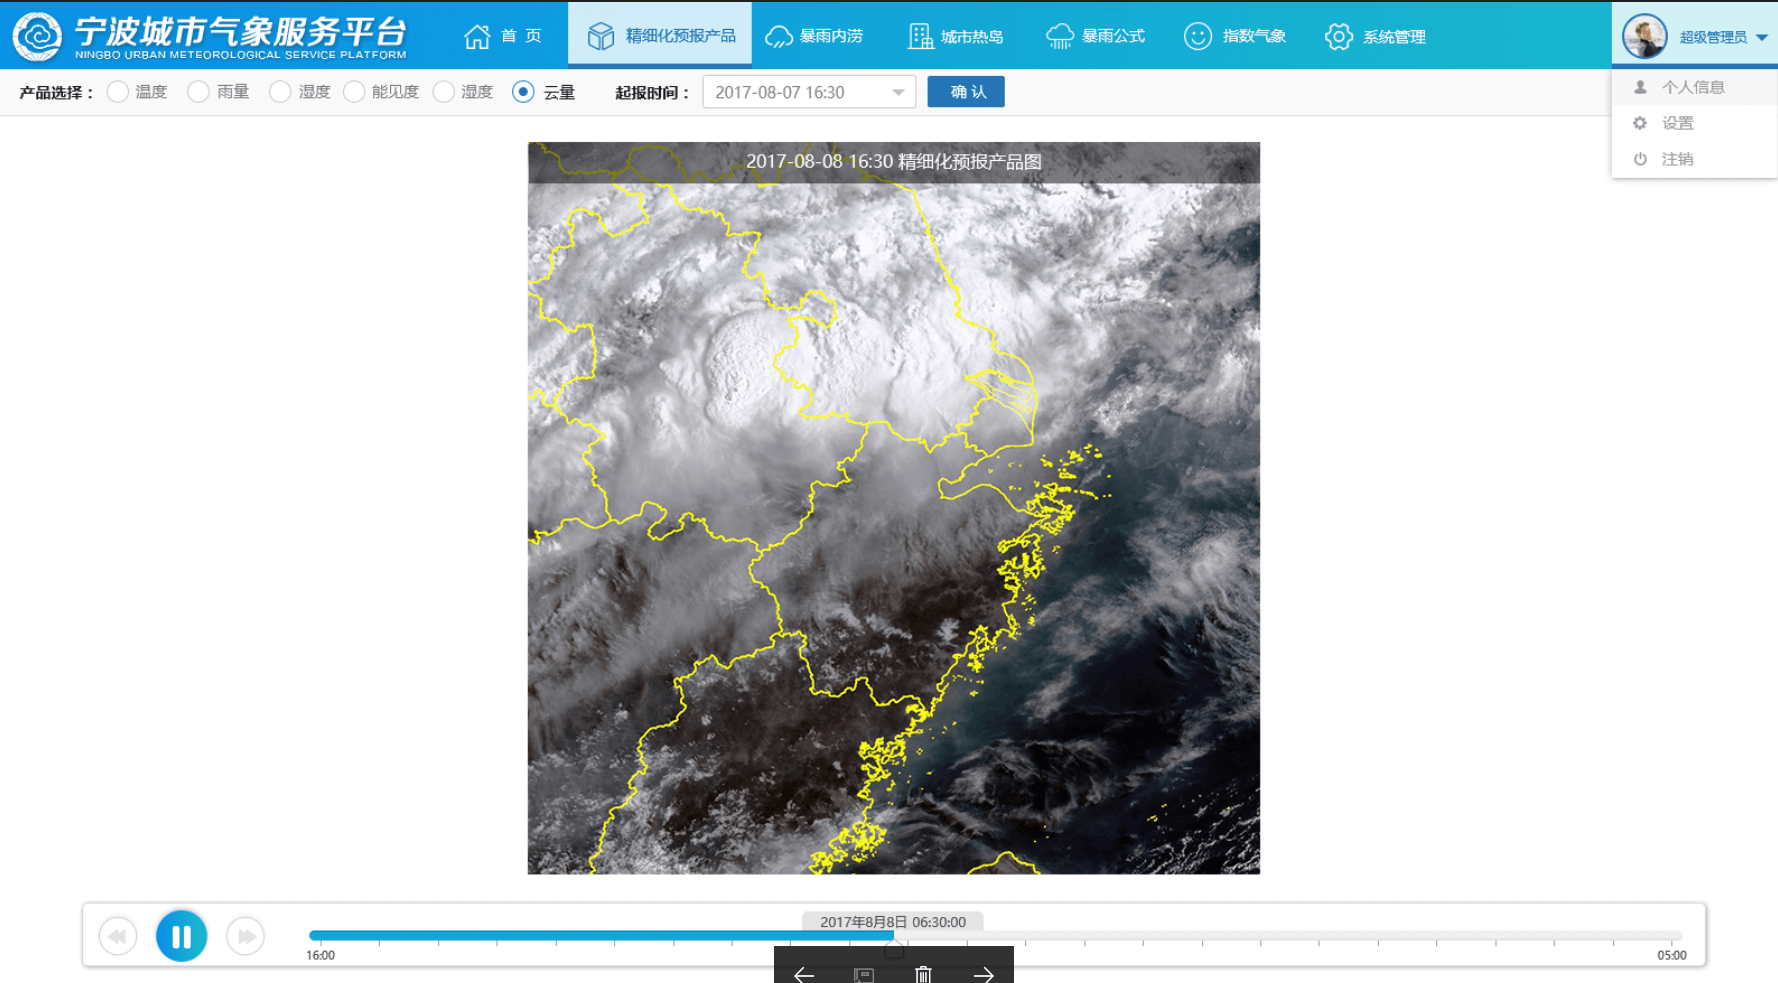 宁波城市气象服务平台
NINGBO URBAN METEOROLOGICAL SERVICE PLATFORM
首 页
精细化预报产品
暴雨内涝
城市热岛
暴雨公式
指数气象
系统管理
超级管理员
产品选择： 温度 雨量 湿度 能见度 湿度 云量 起报时间： 2017-08-07 16:30 确 认
个人信息
设置
注销
2017-08-08 16:30 精细化预报产品图
2017年8月8日 06:30:00
16:00
05:00